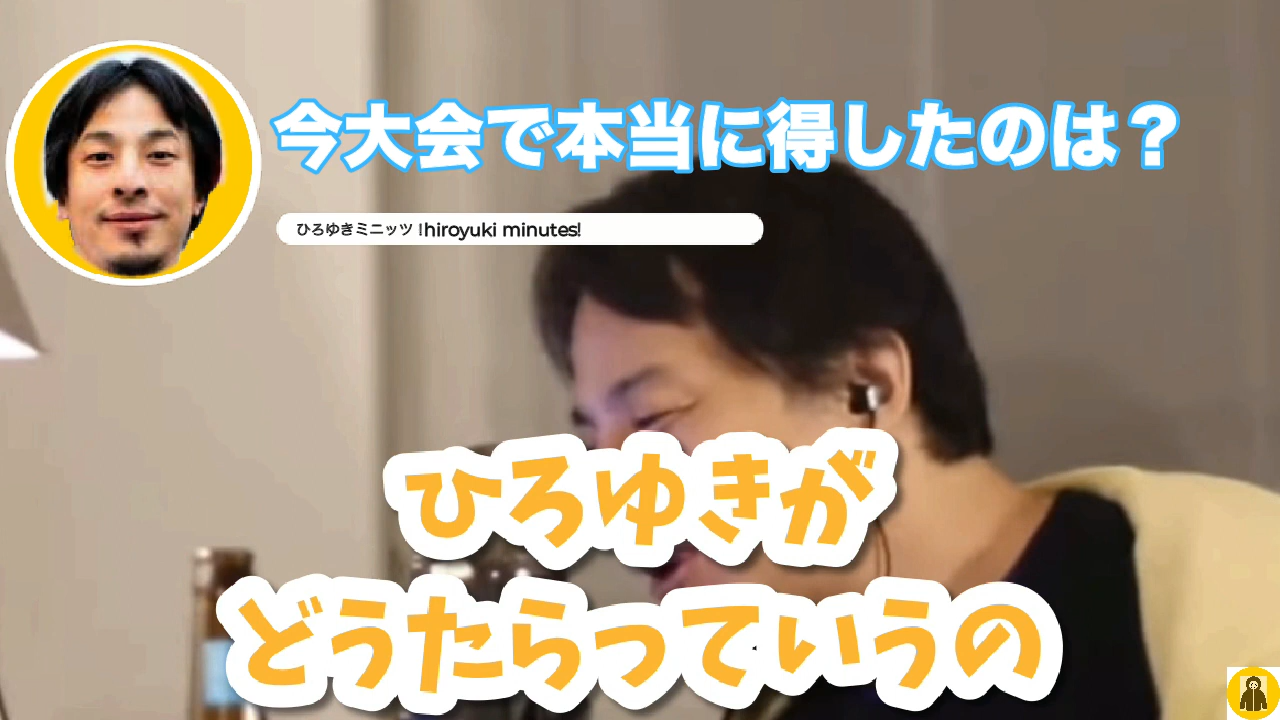 今大会で本当に得したのは？
ひろゆきミニッツ !hiroyuki minutes!
ひろゆきが
どうたらっていうの